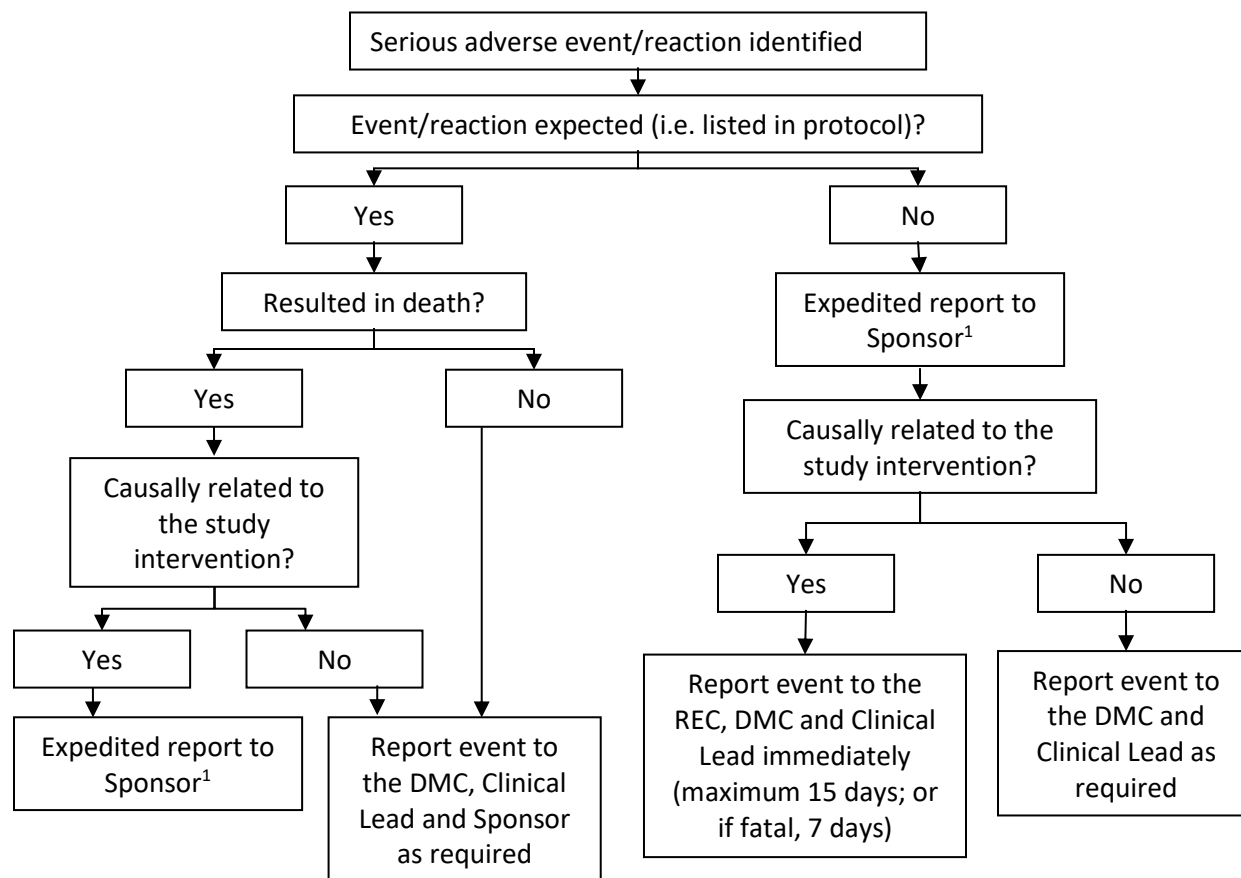 Serious adverse event/reaction identified
Event/reaction expected (i.e. listed in protocol)?
Yes
No
Resulted in death?
Expedited report to
Sponsor¹
Yes
No
Causally related to the
study intervention?
Causally related to
the study
intervention?
Yes
No
Yes
No
Expedited report to
Sponsor¹
Report event to
the DMC, Clinical
Lead and Sponsor
as required
Report event to the
REC, DMC and Clinical
Lead immediately
(maximum 15 days; or
if fatal, 7 days)
Report event to
the DMC and
Clinical Lead as
required